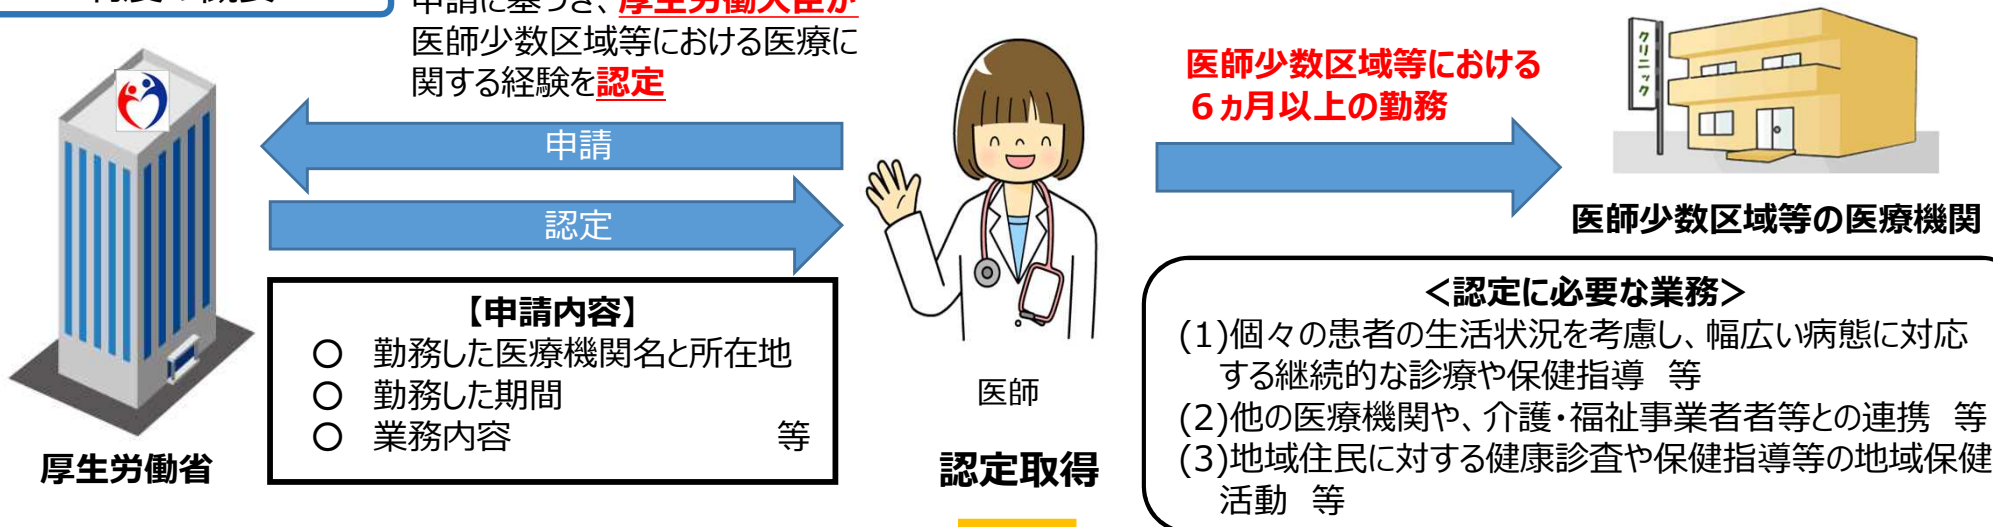 申請に基づき、厚生労働大臣が
医師少数区域等における医療に
関する経験を認定
申請
認定
【申請内容】
○ 勤務した医療機関名と所在地
○ 勤務した期間
○ 業務内容 等
厚生労働省
医師
認定取得
医師少数区域等における
６ヵ月以上の勤務
クリニック
医師少数区域等の医療機関
＜認定に必要な業務＞
(1)個々の患者の生活状況を考慮し、幅広い病態に対応
する継続的な診療や保健指導 等
(2)他の医療機関や、介護・福祉事業者者等との連携 等
(3)地域住民に対する健康診査や保健指導等の地域保健
活動 等